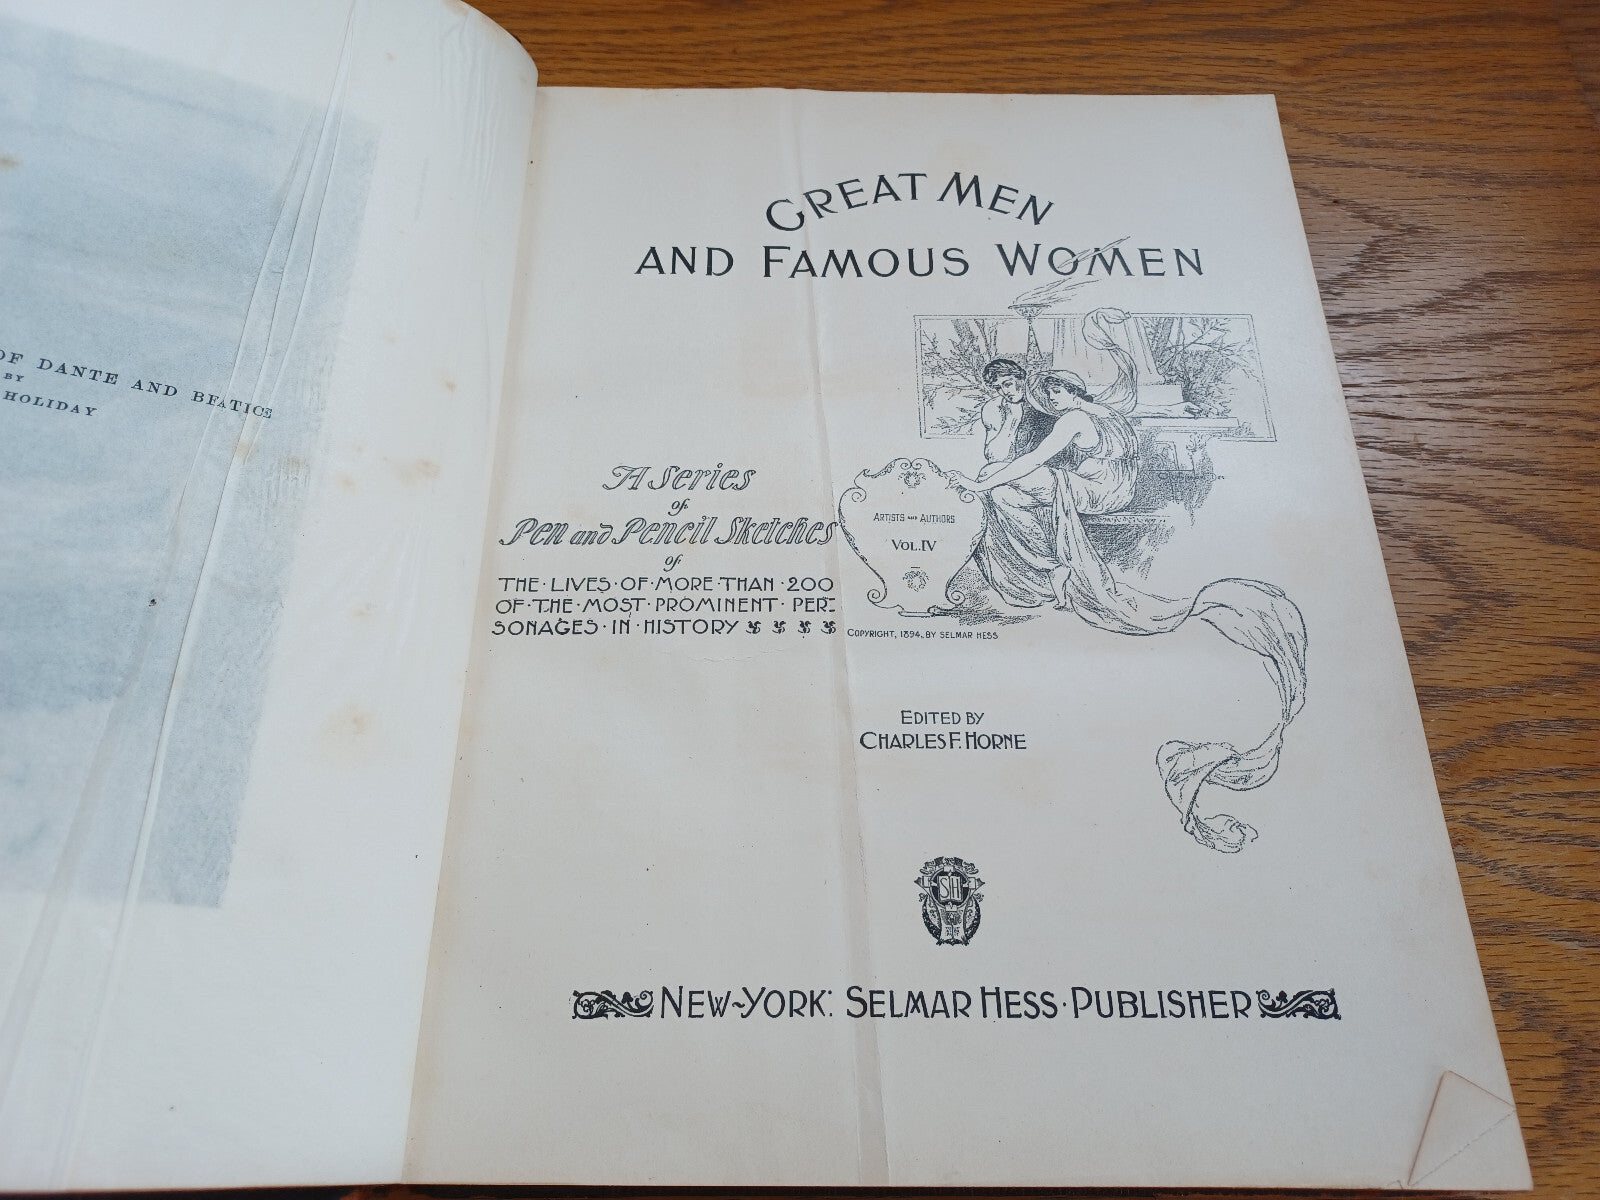 OF DANTE AND BEATICE
BY
HOLIDAY
GREAT MEN
AND FAMOUS WOMEN
A Series
of
Pen and Pencil Sketches
of
THE·LIVES·OF·MORE·THAN·200
OF·THE·MOST·PROMINENT·PER-
SONAGES·IN·HISTORY
ARTISTS AND AUTHORS
VOL. IV
COPYRIGHT, 1894, BY SELMAR HESS
EDITED BY
CHARLES F. HORNE
SH
NEW-YORK: SELMAR HESS·PUBLISHER